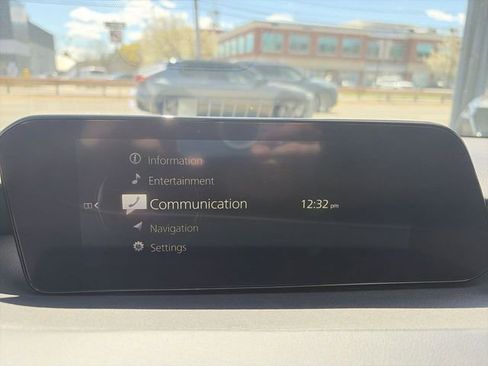 Information
Entertainment
Communication
12:32 pm
Navigation
Settings